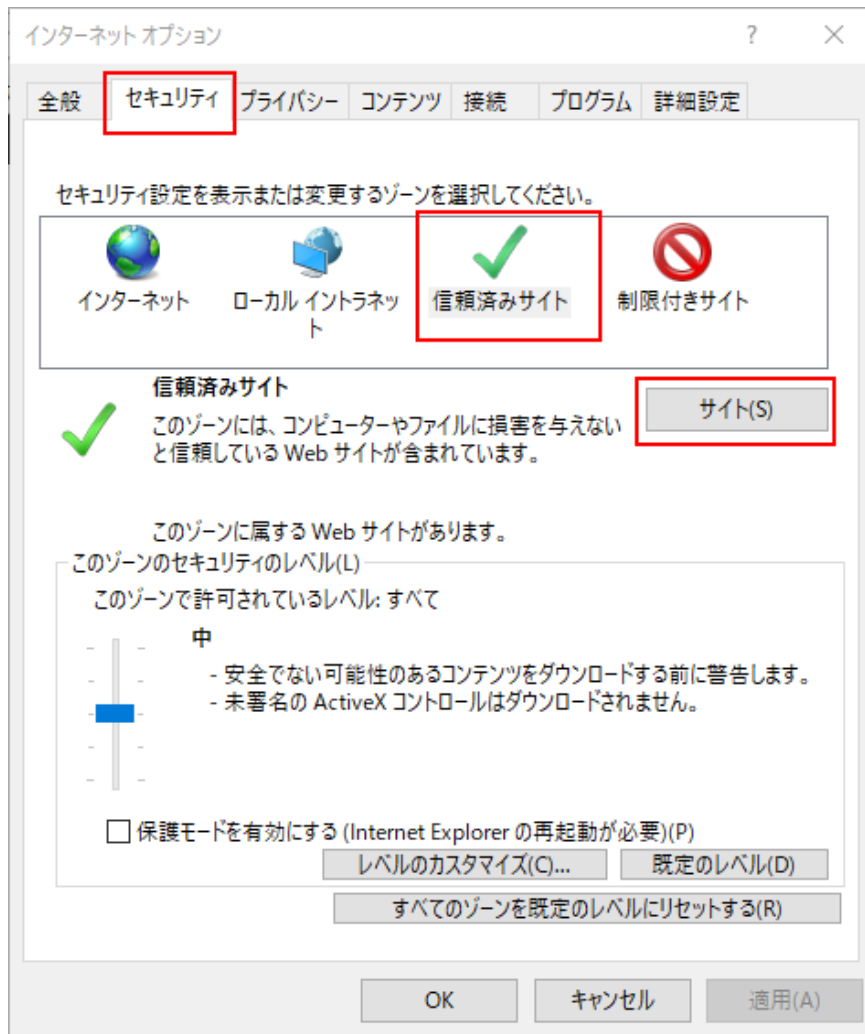 インターネット オプション
?
全般 セキュリティ プライバシー コンテンツ 接続 プログラム 詳細設定
セキュリティ設定を表示または変更するゾーンを選択してください。
インターネット
ローカル イントラネッ
ト
信頼済みサイト
制限付きサイト
信頼済みサイト
サイト(S)
このゾーンには、コンピューターやファイルに損害を与えない
と信頼している Web サイトが含まれています。
このゾーンに属する Web サイトがあります。
このゾーンのセキュリティのレベル(L)
このゾーンで許可されているレベル: すべて
中
- 安全でない可能性のあるコンテンツをダウンロードする前に警告します。
- 未署名の ActiveX コントロールはダウンロードされません。
保護モードを有効にする (Internet Explorer の再起動が必要)(P)
レベルのカスタマイズ(C)... 既定のレベル(D)
すべてのゾーンを既定のレベルにリセットする(R)
OK キャンセル 適用(A)